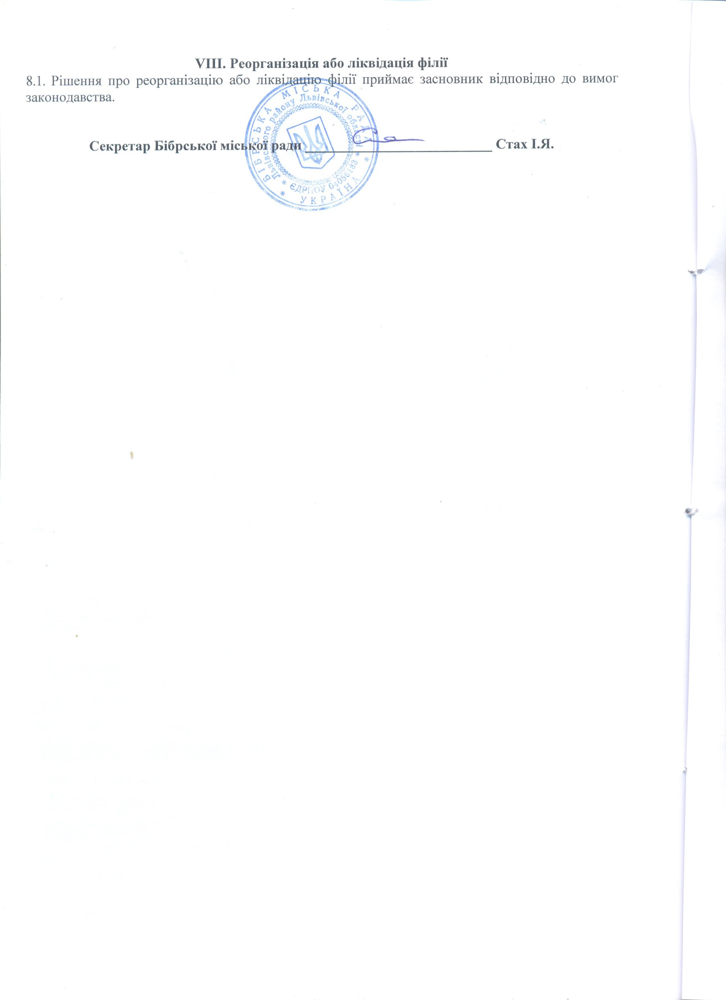 VIII. Реорганізація або ліквідація філії
8.1. Рішення про реорганізацію або ліквідацію філії приймає засновник відповідно до вимог
законодавства.
Секретар Бібрської міської ради Стах І.Я.
* БІБРСЬКА МІСЬКА РАДА * УКРАЇНА
Львівського району Львівської області * ЄДРПОУ 04056183 *